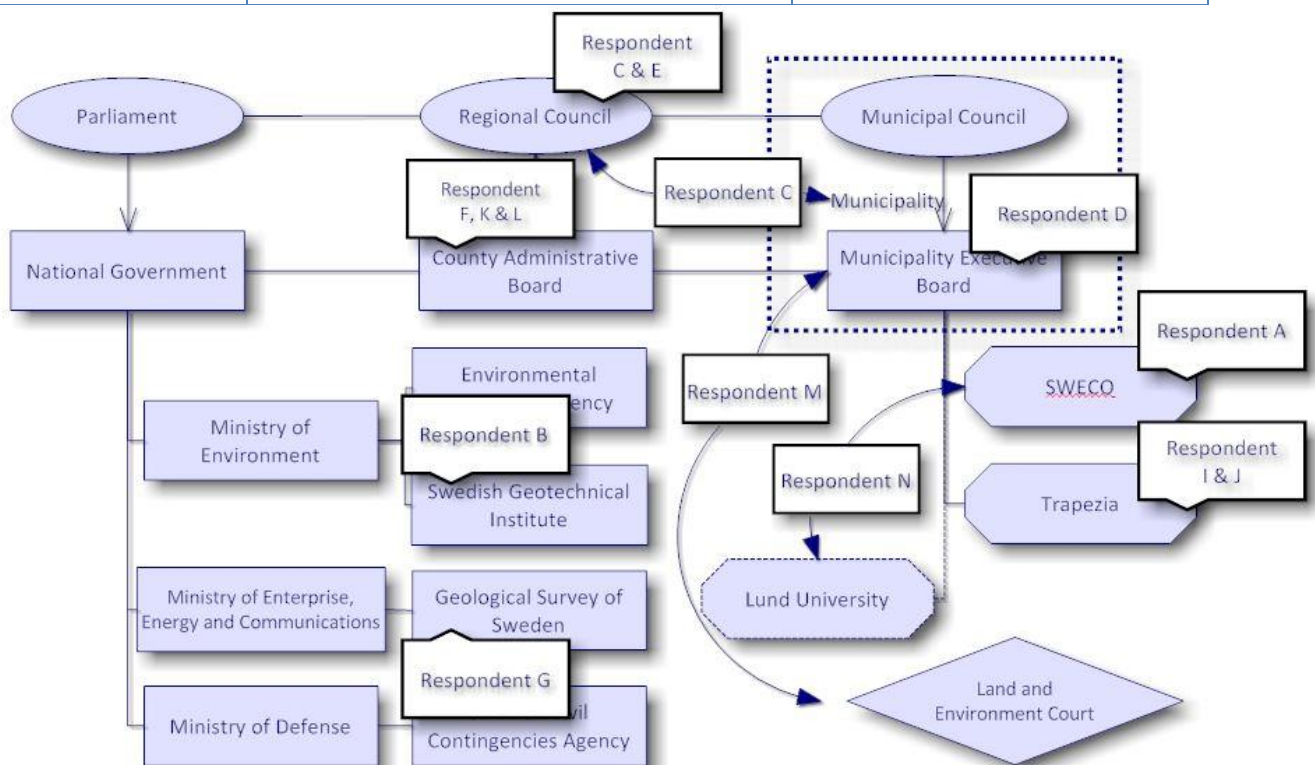 Respondent
C & E
Parliament
Regional Council
Municipal Council
Respondent
F, K & L
Respondent C
Municipality
Respondent D
National Government
County Administrative
Board
Municipality Executive
Board
Respondent A
Environmental
Respondent M
SWECO
Ministry of
Environment
Respondent B
Respondent
I & J
Respondent N
Swedish Geotechnical
Institute
Trapezia
Ministry of Enterprise,
Energy and Communications
Geological Survey of
Sweden
Lund University
Respondent G
Land and
Environment Court
Ministry of Defense
Contingencies Agency